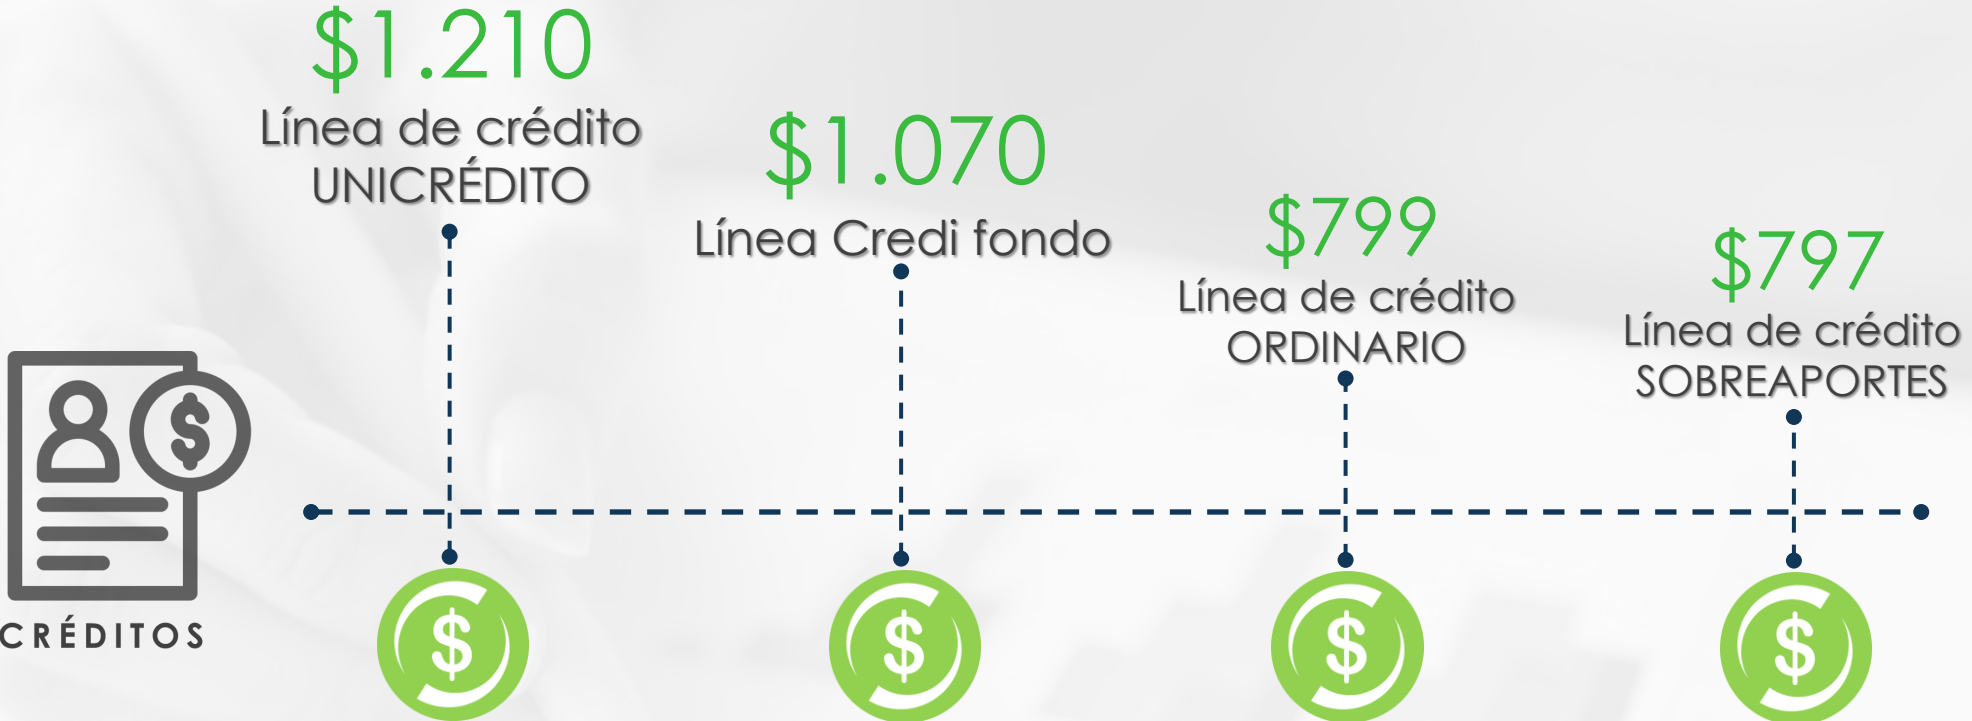 $1.210
Línea de crédito
UNICRÉDITO
$1.070
Línea Credi fondo
$799
Línea de crédito
ORDINARIO
$797
Línea de crédito
SOBREAPORTES
$
CRÉDITOS
$
$
$
$